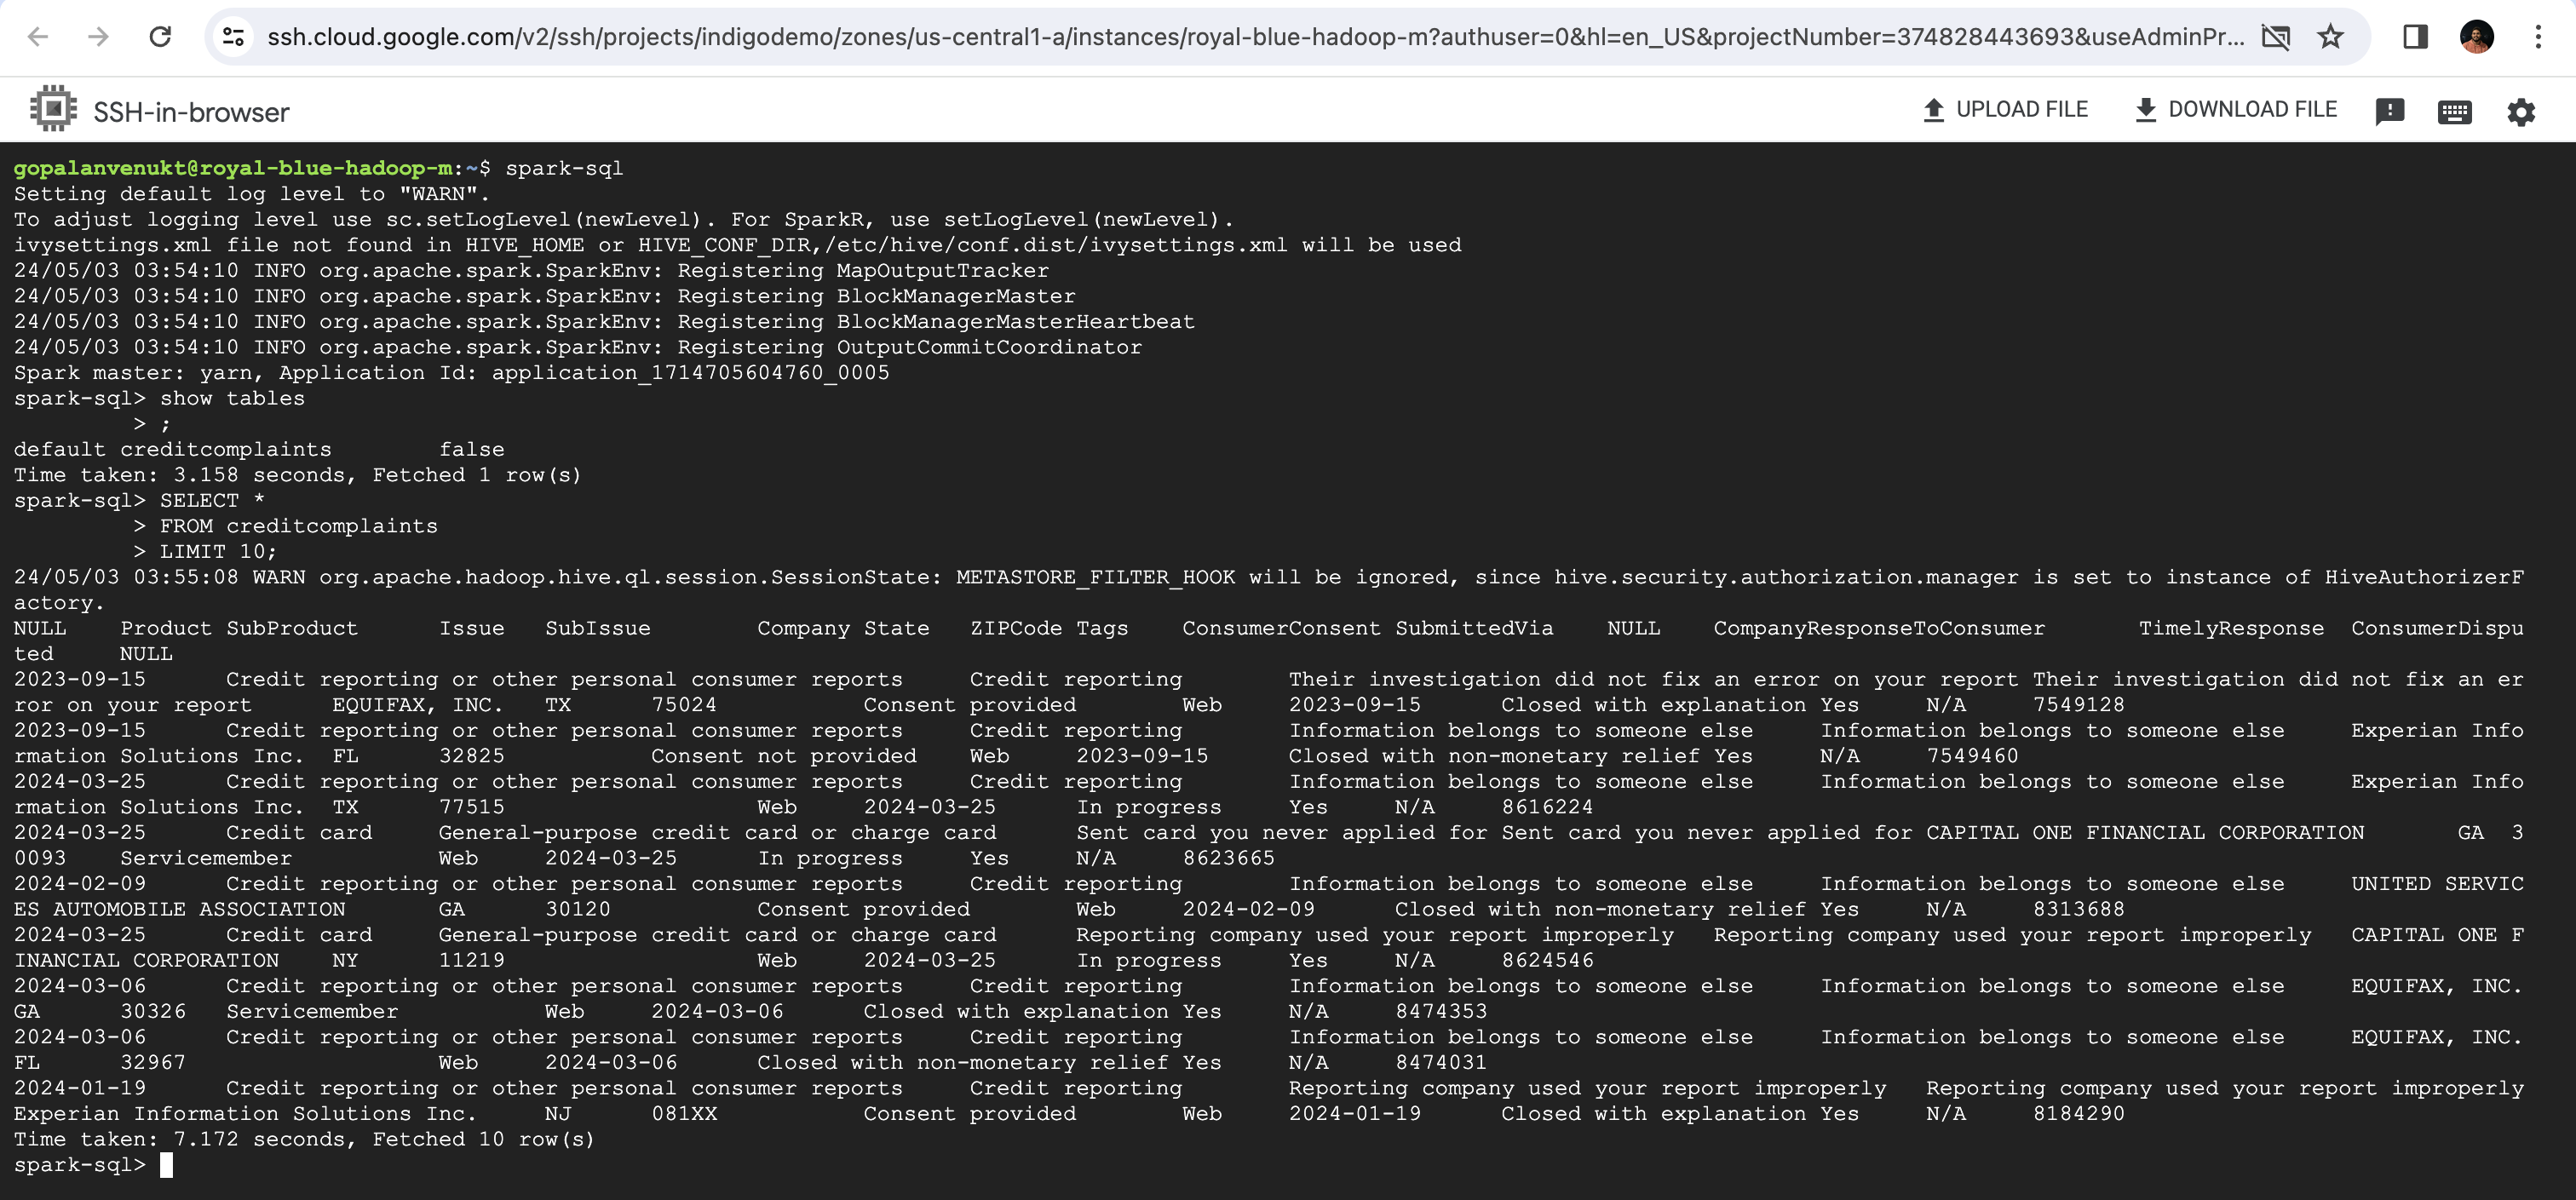 ssh.cloud.google.com/v2/ssh/projects/indigodemo/zones/us-central1-a/instances/royal-blue-hadoop-m?authuser=0&hl=en_US&projectNumber=374828443693&useAdminPr...
SSH-in-browser UPLOAD FILE DOWNLOAD FILE
gopalanvenukt@royal-blue-hadoop-m:~$ spark-sql
Setting default log level to "WARN".
To adjust logging level use sc.setLogLevel(newLevel). For SparkR, use setLogLevel(newLevel).
ivysettings.xml file not found in HIVE_HOME or HIVE_CONF_DIR,/etc/hive/conf.dist/ivysettings.xml will be used
24/05/03 03:54:10 INFO org.apache.spark.SparkEnv: Registering MapOutputTracker
24/05/03 03:54:10 INFO org.apache.spark.SparkEnv: Registering BlockManagerMaster
24/05/03 03:54:10 INFO org.apache.spark.SparkEnv: Registering BlockManagerMasterHeartbeat
24/05/03 03:54:10 INFO org.apache.spark.SparkEnv: Registering OutputCommitCoordinator
Spark master: yarn, Application Id: application_1714705604760_0005
spark-sql> show tables
         > ;
default creditcomplaints        false
Time taken: 3.158 seconds, Fetched 1 row(s)
spark-sql> SELECT *
         > FROM creditcomplaints
         > LIMIT 10;
24/05/03 03:55:08 WARN org.apache.hadoop.hive.ql.session.SessionState: METASTORE_FILTER_HOOK will be ignored, since hive.security.authorization.manager is set to instance of HiveAuthorizerF
actory.
NULL    Product SubProduct      Issue   SubIssue        Company State   ZIPCode Tags    ConsumerConsent SubmittedVia    NULL    CompanyResponseToConsumer       TimelyResponse  ConsumerDispu
ted     NULL
2023-09-15      Credit reporting or other personal consumer reports     Credit reporting        Their investigation did not fix an error on your report Their investigation did not fix an er
ror on your report      EQUIFAX, INC.   TX      75024           Consent provided        Web     2023-09-15      Closed with explanation Yes     N/A     7549128
2023-09-15      Credit reporting or other personal consumer reports     Credit reporting        Information belongs to someone else     Information belongs to someone else     Experian Info
rmation Solutions Inc.  FL      32825           Consent not provided    Web     2023-09-15      Closed with non-monetary relief Yes     N/A     7549460
2024-03-25      Credit reporting or other personal consumer reports     Credit reporting        Information belongs to someone else     Information belongs to someone else     Experian Info
rmation Solutions Inc.  TX      77515                   Web     2024-03-25      In progress     Yes     N/A     8616224
2024-03-25      Credit card     General-purpose credit card or charge card      Sent card you never applied for Sent card you never applied for CAPITAL ONE FINANCIAL CORPORATION       GA  3
0093    Servicemember           Web     2024-03-25      In progress     Yes     N/A     8623665
2024-02-09      Credit reporting or other personal consumer reports     Credit reporting        Information belongs to someone else     Information belongs to someone else     UNITED SERVIC
ES AUTOMOBILE ASSOCIATION       GA      30120           Consent provided        Web     2024-02-09      Closed with non-monetary relief Yes     N/A     8313688
2024-03-25      Credit card     General-purpose credit card or charge card      Reporting company used your report improperly   Reporting company used your report improperly   CAPITAL ONE F
INANCIAL CORPORATION    NY      11219                   Web     2024-03-25      In progress     Yes     N/A     8624546
2024-03-06      Credit reporting or other personal consumer reports     Credit reporting        Information belongs to someone else     Information belongs to someone else     EQUIFAX, INC.
GA      30326   Servicemember           Web     2024-03-06      Closed with explanation Yes     N/A     8474353
2024-03-06      Credit reporting or other personal consumer reports     Credit reporting        Information belongs to someone else     Information belongs to someone else     EQUIFAX, INC.
FL      32967                   Web     2024-03-06      Closed with non-monetary relief Yes     N/A     8474031
2024-01-19      Credit reporting or other personal consumer reports     Credit reporting        Reporting company used your report improperly   Reporting company used your report improperly
Experian Information Solutions Inc.     NJ      081XX           Consent provided        Web     2024-01-19      Closed with explanation Yes     N/A     8184290
Time taken: 7.172 seconds, Fetched 10 row(s)
spark-sql>